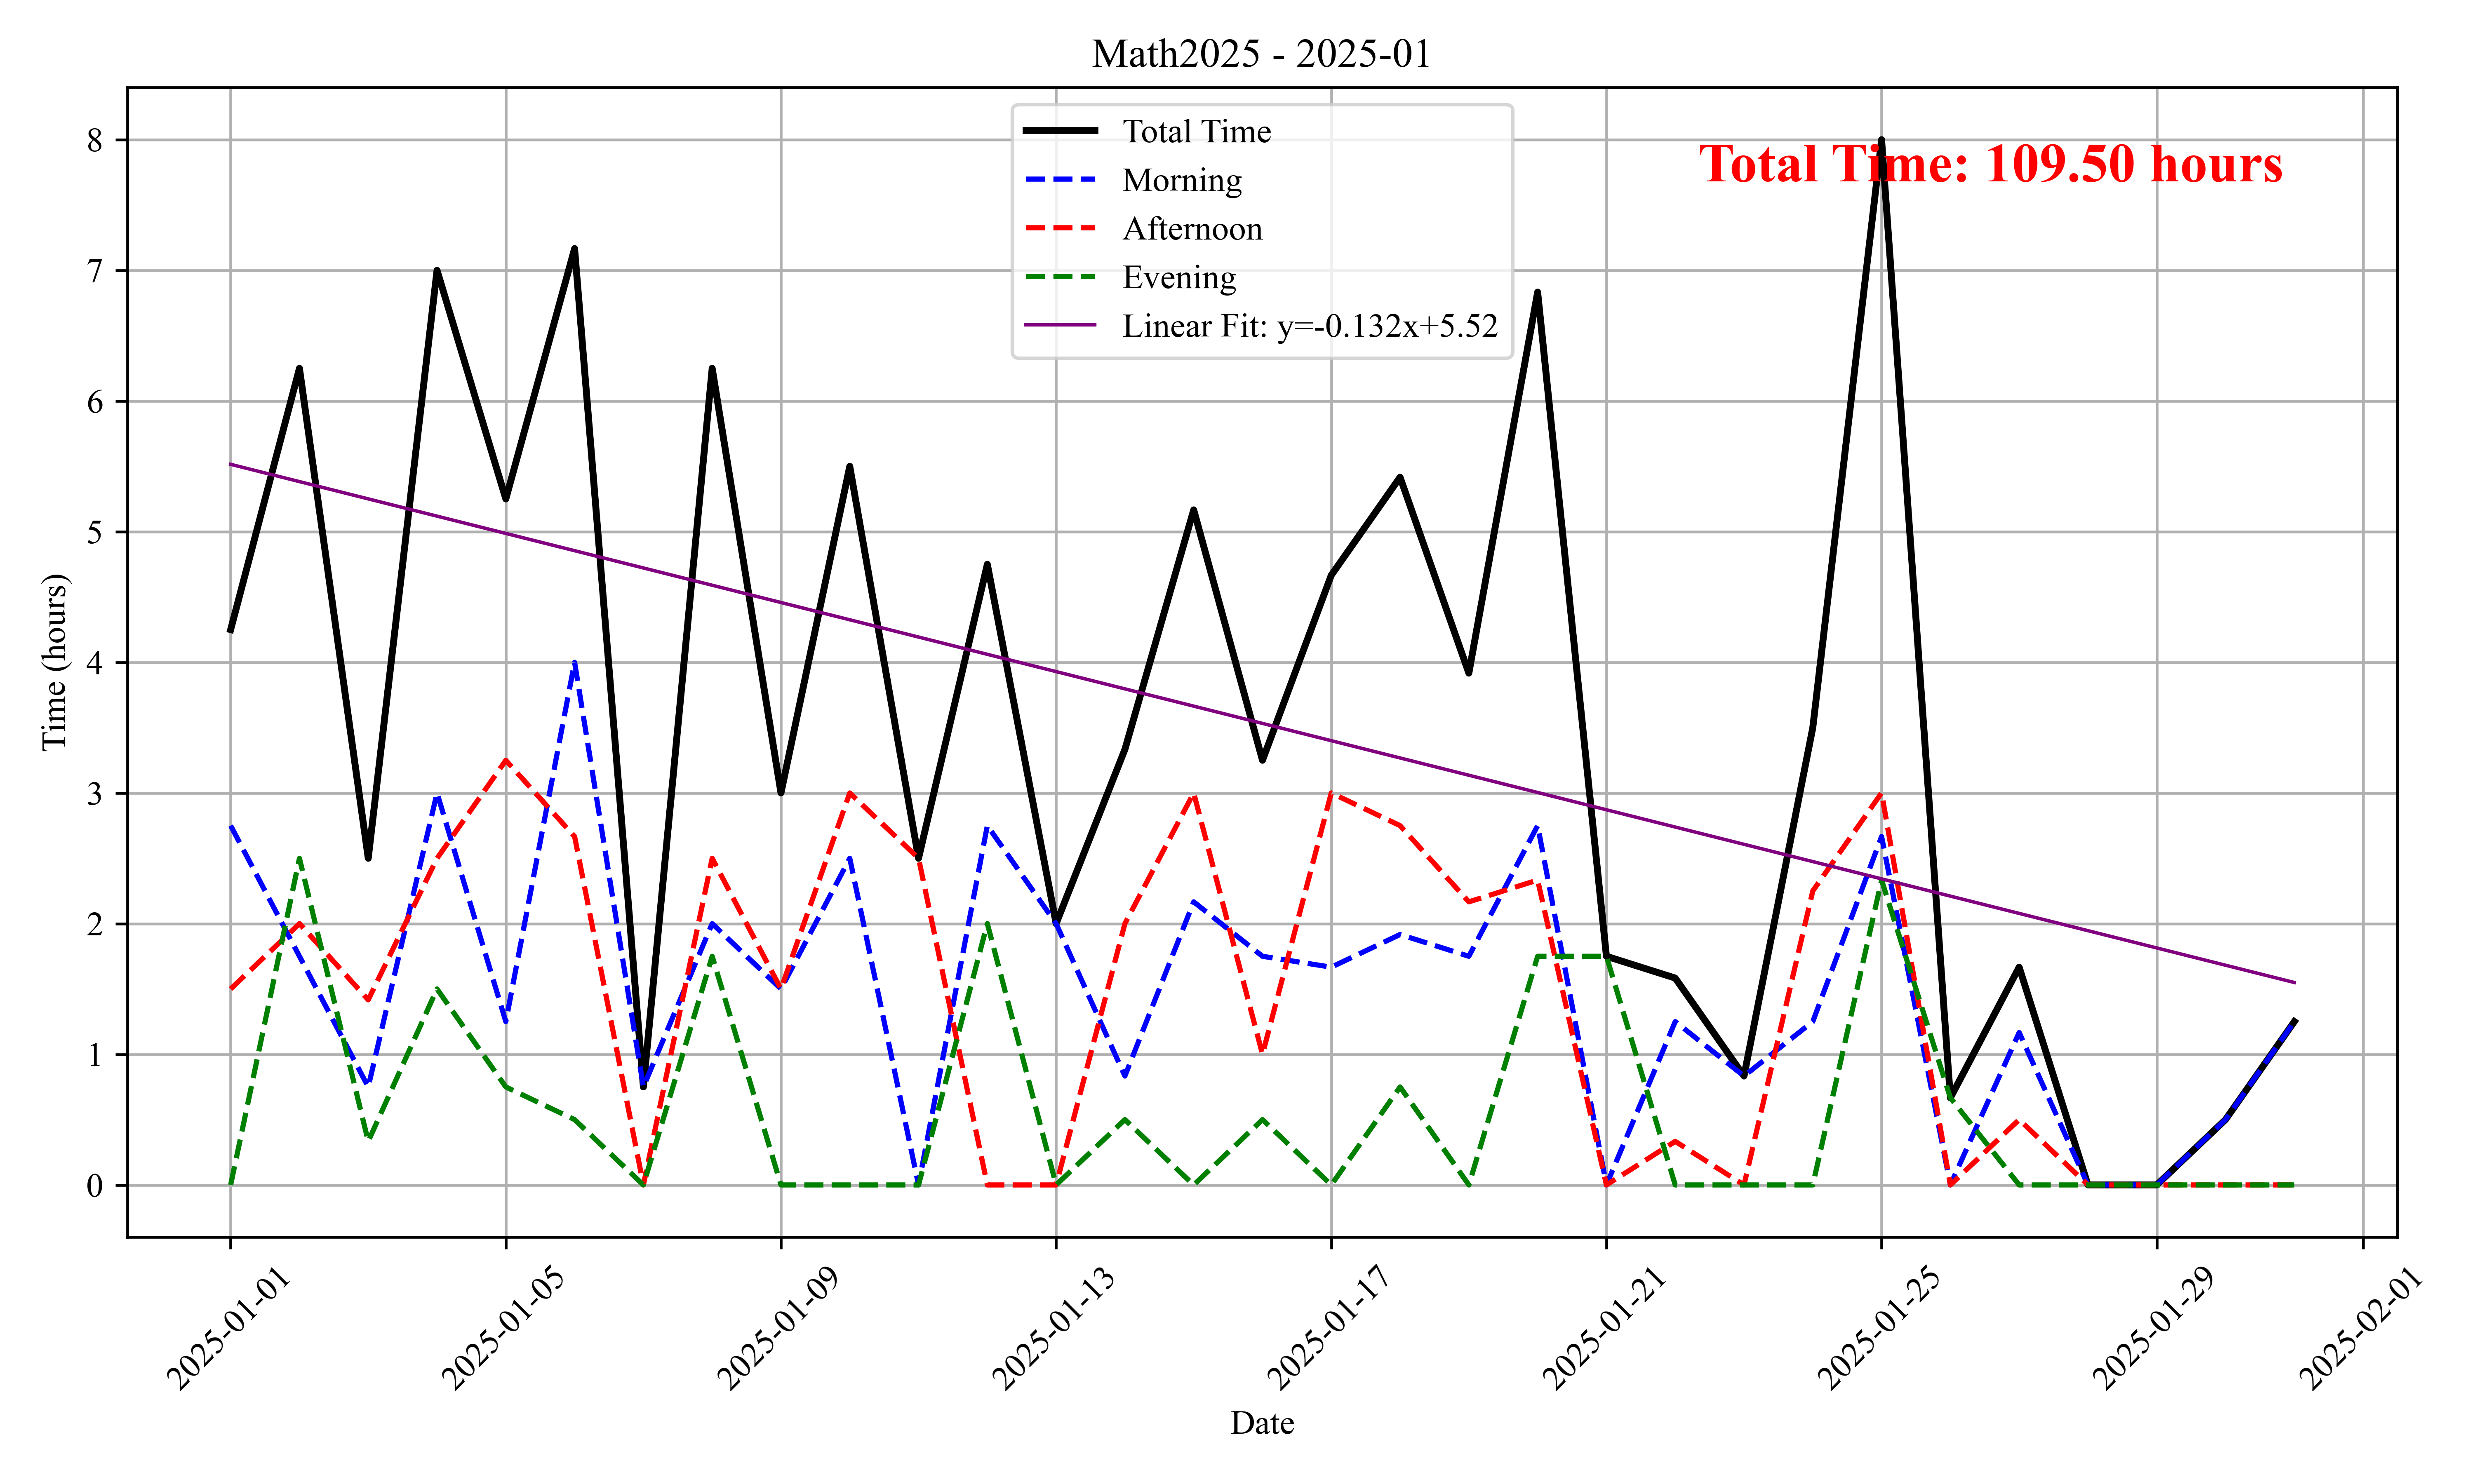 Math2025 - 2025-01
Total Time
Morning
Afternoon
Evening
Linear Fit: y=-0.132x+5.52
Total Time: 109.50 hours
Time (hours)
8
7
6
5
4
3
2
1
0
2025-01-01
2025-01-05
2025-01-09
2025-01-13
2025-01-17
2025-01-21
2025-01-25
2025-01-29
2025-02-01
Date